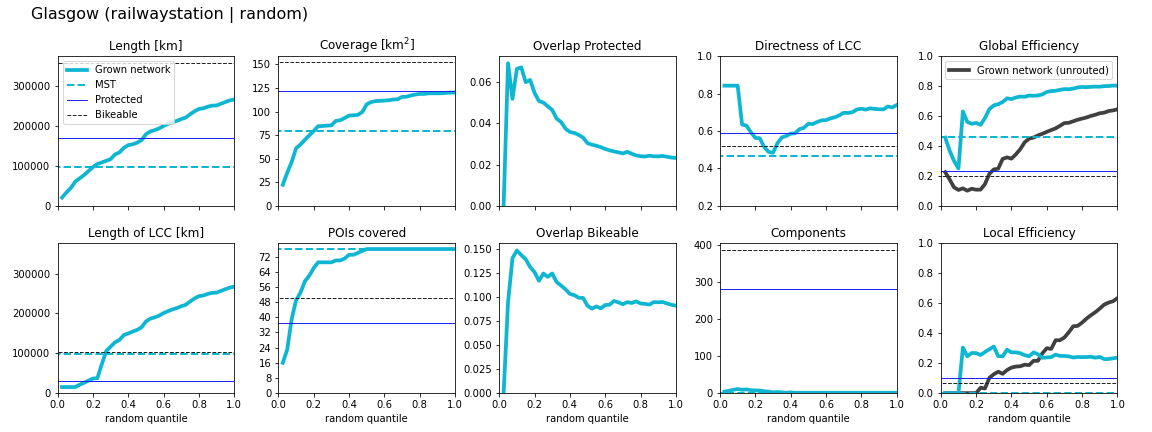 Glasgow (railwaystation | random)
Length [km]
300000
200000
100000
0
Grown network
MST
Protected
Bikeable
Coverage [km²]
150
125
100
75
50
25
0
Overlap Protected
0.06
0.04
0.02
0.00
Directness of LCC
1.0
0.8
0.6
0.4
0.2
Global Efficiency
1.0
0.8
0.6
0.4
0.2
0.0
Grown network (unrouted)
Length of LCC [km]
300000
200000
100000
0
0.0 0.2 0.4 0.6 0.8 1.0
random quantile
POIs covered
72
64
56
48
40
32
24
16
8
0
0.0 0.2 0.4 0.6 0.8 1.0
random quantile
Overlap Bikeable
0.150
0.125
0.100
0.075
0.050
0.025
0.000
0.0 0.2 0.4 0.6 0.8 1.0
random quantile
Components
400
300
200
100
0
0.0 0.2 0.4 0.6 0.8 1.0
random quantile
Local Efficiency
1.0
0.8
0.6
0.4
0.2
0.0
0.0 0.2 0.4 0.6 0.8 1.0
random quantile